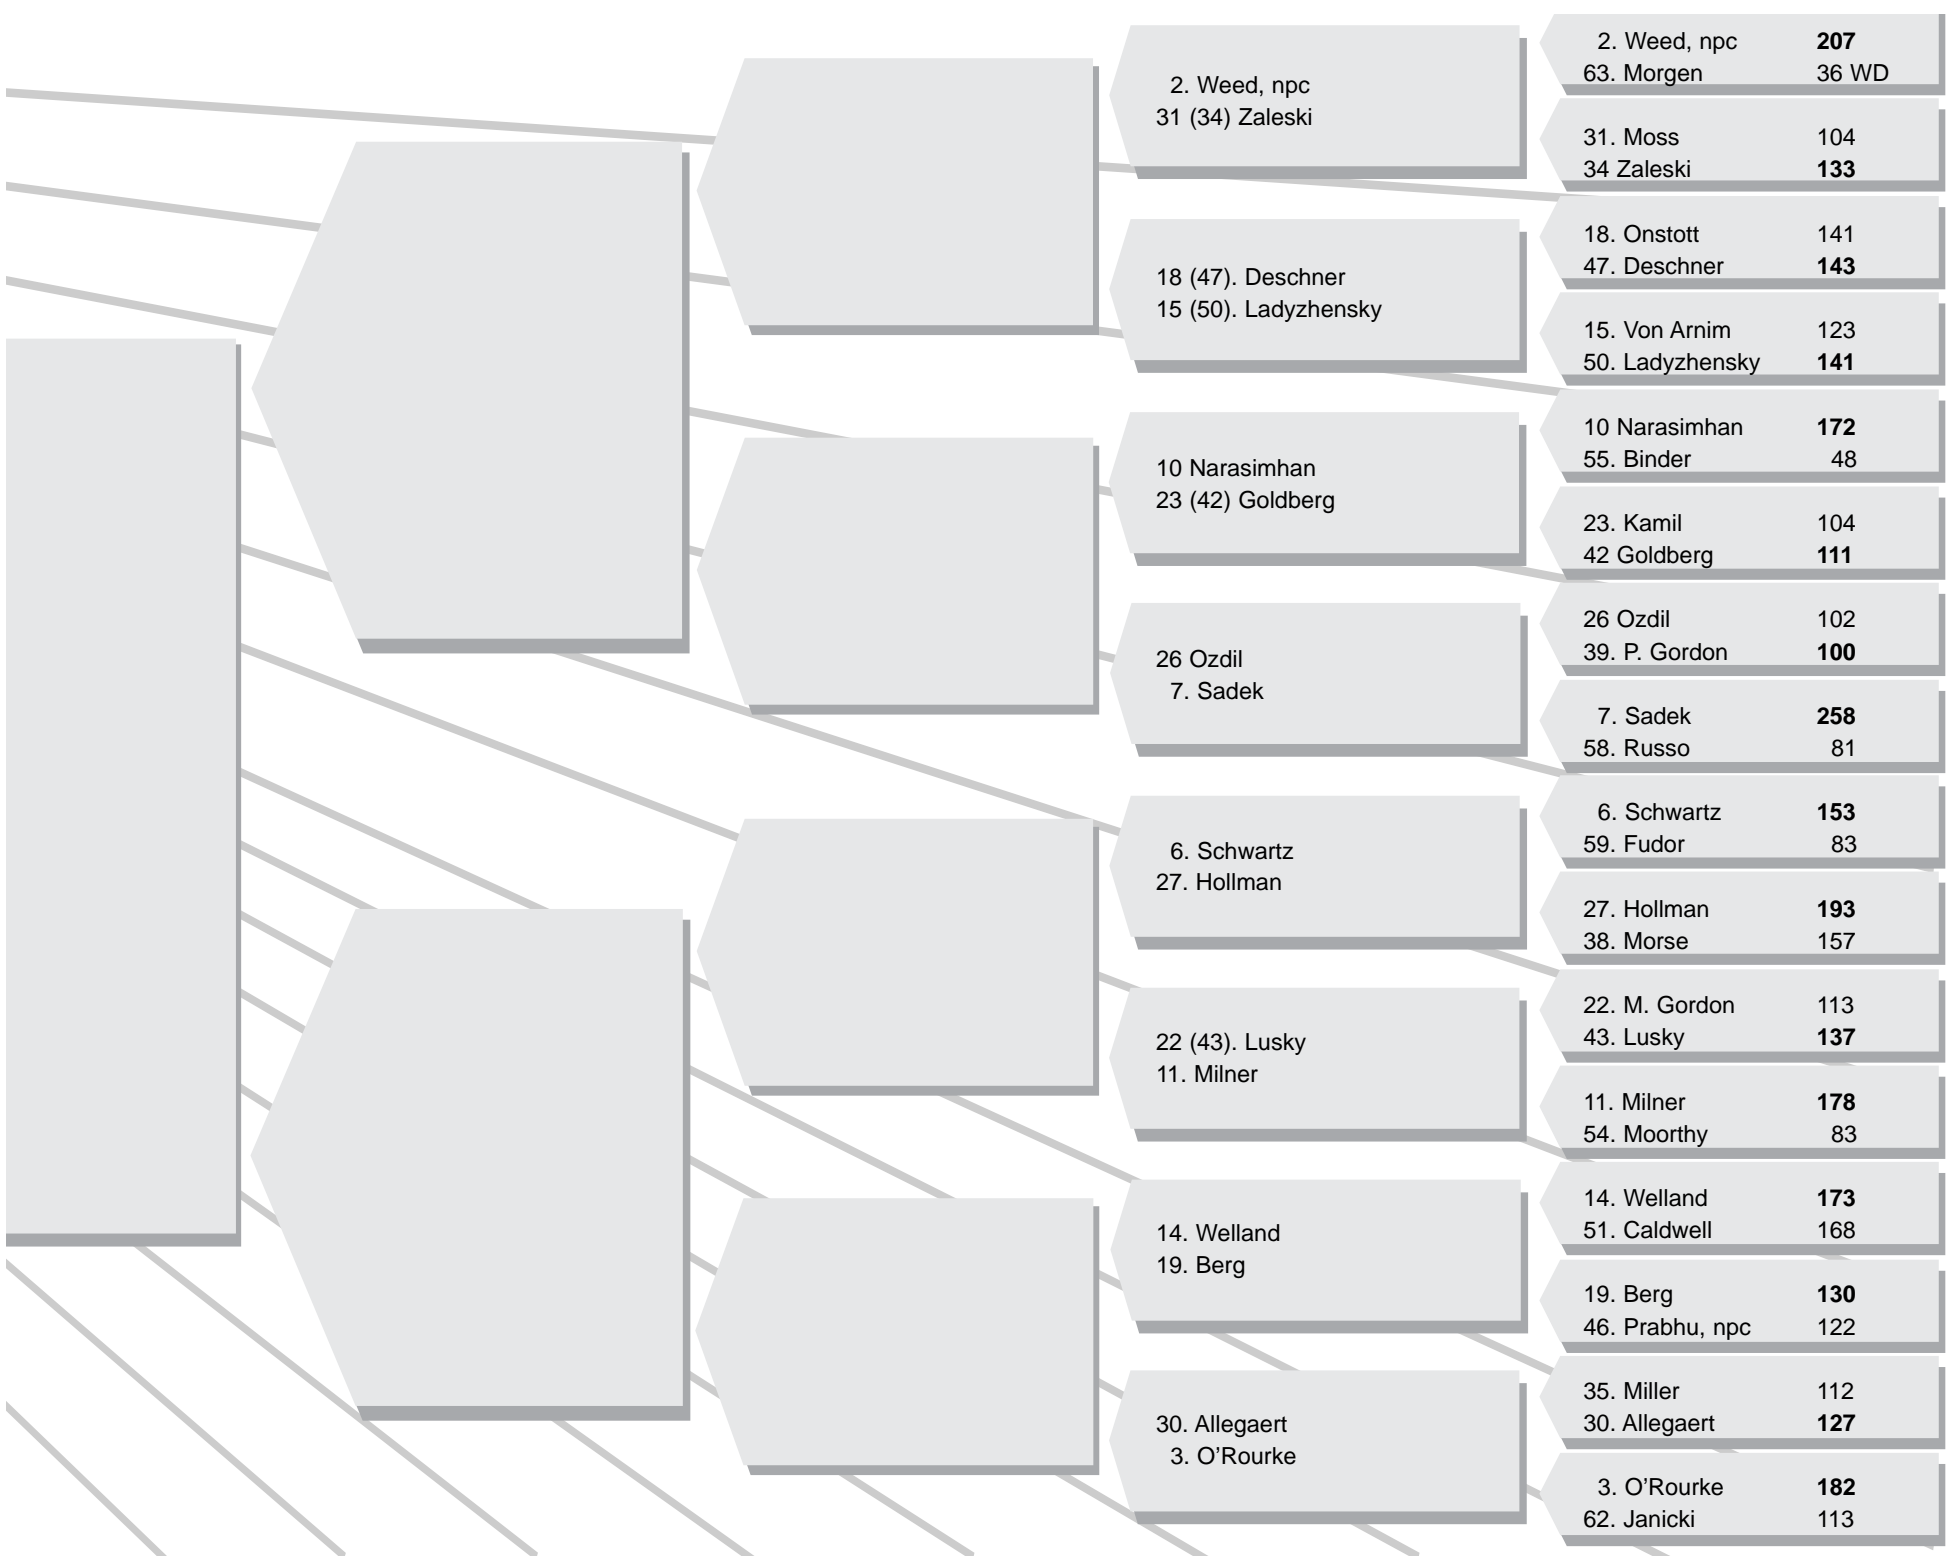 2. Weed, npc
31 (34) Zaleski
18 (47). Deschner
15 (50). Ladyzhensky
10 Narasimhan
23 (42) Goldberg
26 Ozdil
7. Sadek
6. Schwartz
27. Hollman
22 (43). Lusky
11. Milner
14. Welland
19. Berg
30. Allegaert
3. O’Rourke
2. Weed, npc 207
63. Morgen 36 WD
31. Moss 104
34 Zaleski 133
18. Onstott 141
47. Deschner 143
15. Von Arnim 123
50. Ladyzhensky 141
10 Narasimhan 172
55. Binder 48
23. Kamil 104
42 Goldberg 111
26 Ozdil 102
39. P. Gordon 100
7. Sadek 258
58. Russo 81
6. Schwartz 153
59. Fudor 83
27. Hollman 193
38. Morse 157
22. M. Gordon 113
43. Lusky 137
11. Milner 178
54. Moorthy 83
14. Welland 173
51. Caldwell 168
19. Berg 130
46. Prabhu, npc 122
35. Miller 112
30. Allegaert 127
3. O’Rourke 182
62. Janicki 113